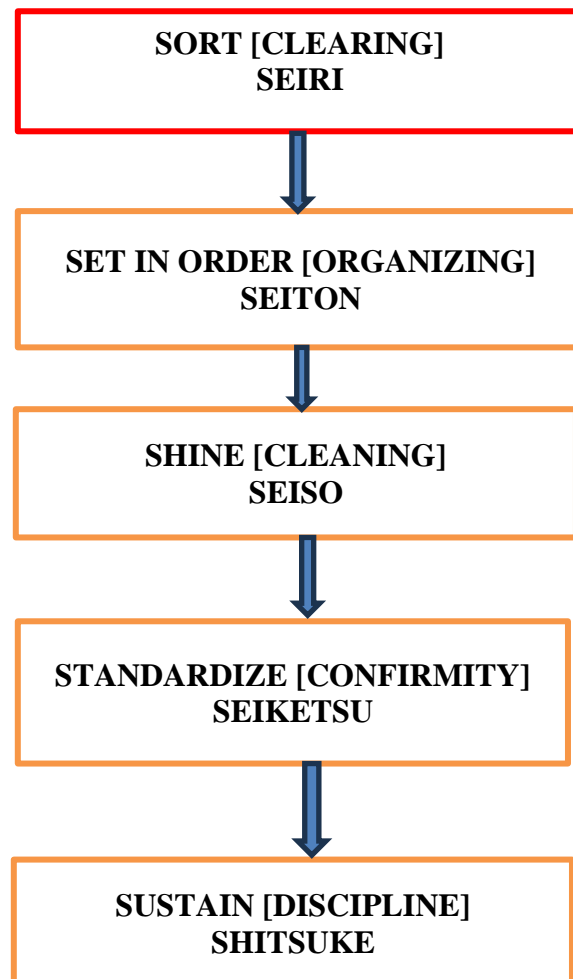 SORT [CLEARING]
SEIRI
SET IN ORDER [ORGANIZING]
SEITON
SHINE [CLEANING]
SEISO
STANDARDIZE [CONFIRMITY]
SEIKETSU
SUSTAIN [DISCIPLINE]
SHITSUKE